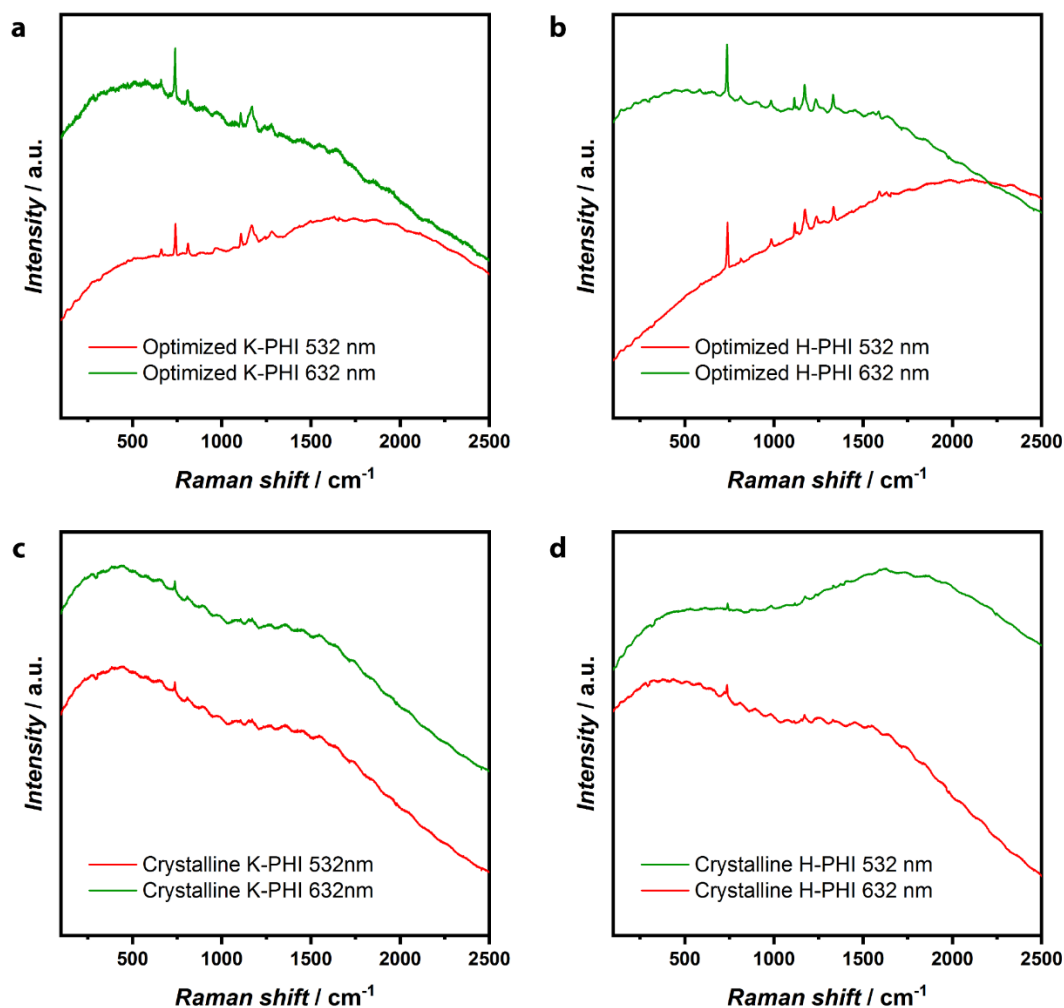 a
Intensity / a.u.
Optimized K-PHI 532 nm
Optimized K-PHI 632 nm
500 1000 1500 2000 2500
Raman shift / cm-1
b
Intensity / a.u.
Optimized H-PHI 532 nm
Optimized H-PHI 632 nm
500 1000 1500 2000 2500
Raman shift / cm-1
c
Intensity / a.u.
Crystalline K-PHI 532nm
Crystalline K-PHI 632nm
500 1000 1500 2000 2500
Raman shift / cm-1
d
Intensity / a.u.
Crystalline H-PHI 532 nm
Crystalline H-PHI 632 nm
500 1000 1500 2000 2500
Raman shift / cm-1